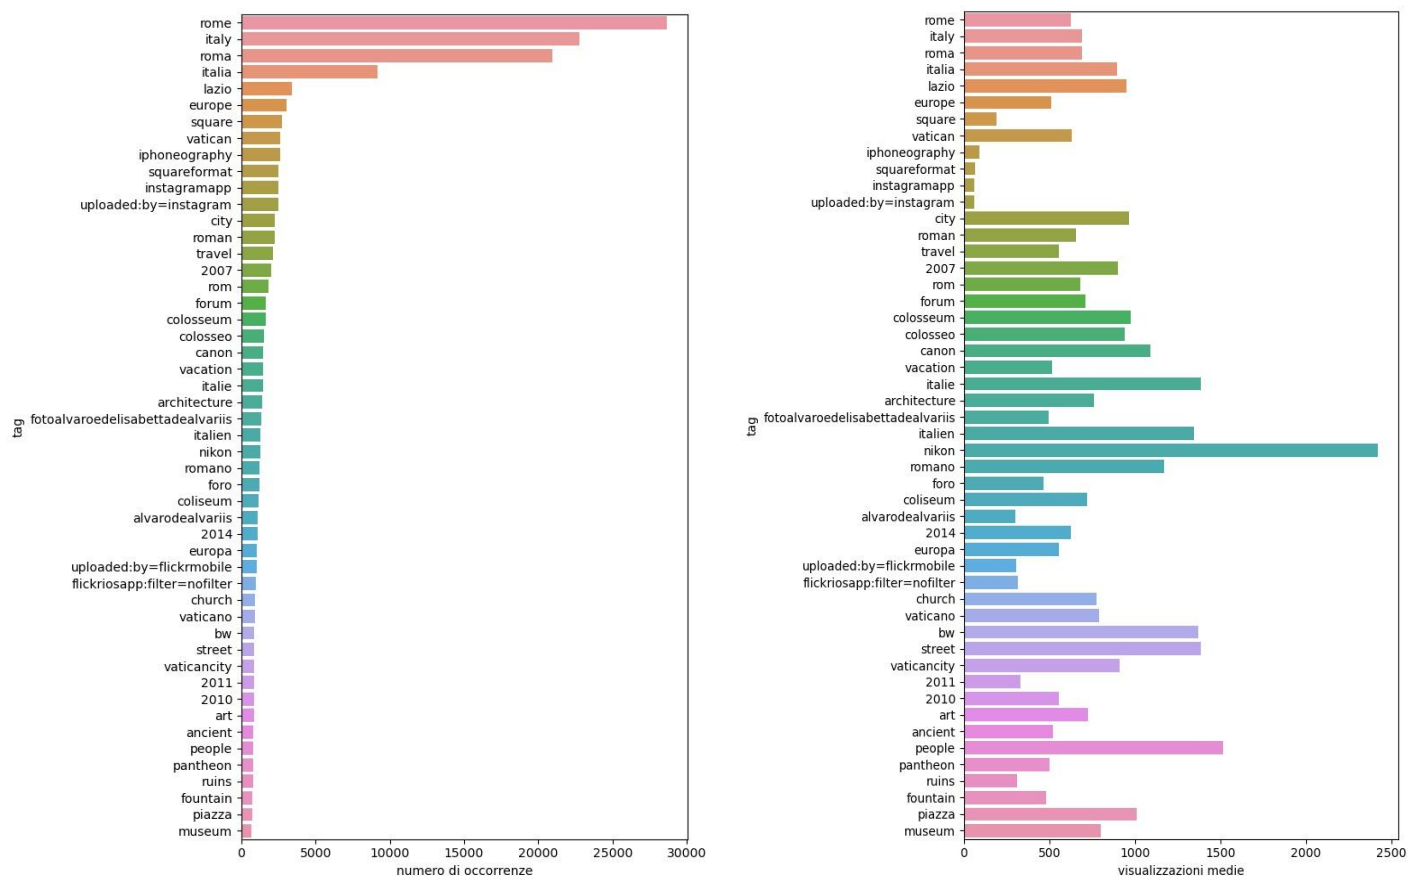 rome
italy
roma
italia
lazio
europe
square
vatican
iphoneography
squareformat
instagramapp
uploaded:by=instagram
city
roman
travel
2007
rom
forum
colosseum
colosseo
canon
vacation
italie
architecture
fotoalvaroedelisabettadealvariis
italien
nikon
romano
foro
coliseum
alvarodealvariis
2014
europa
uploaded:by=flickrmobile
flickriosapp:filter=nofilter
church
vaticano
bw
street
vaticancity
2011
2010
art
ancient
people
pantheon
ruins
fountain
piazza
museum
tag
0 5000 10000 15000 20000 25000 30000
numero di occorrenze
rome
italy
roma
italia
lazio
europe
square
vatican
iphoneography
squareformat
instagramapp
uploaded:by=instagram
city
roman
travel
2007
rom
forum
colosseum
colosseo
canon
vacation
italie
architecture
fotoalvaroedelisabettadealvariis
italien
nikon
romano
foro
coliseum
alvarodealvariis
2014
europa
uploaded:by=flickrmobile
flickriosapp:filter=nofilter
church
vaticano
bw
street
vaticancity
2011
2010
art
ancient
people
pantheon
ruins
fountain
piazza
museum
tag
0 500 1000 1500 2000 2500
visualizzazioni medie